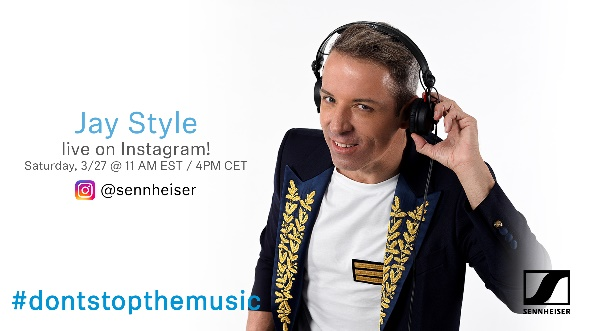 Jay Style
live on Instagram!
Saturday, 3/27 @ 11 AM EST / 4PM CET
@sennheiser
#dontstopthemusic
SENNHEISER